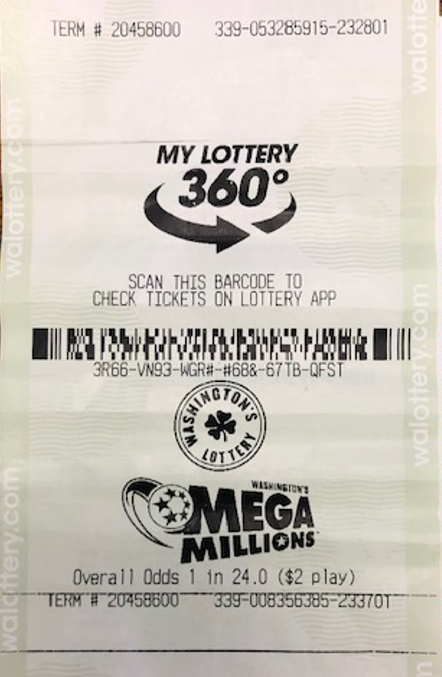 TERM # 20458600 339-053285915-232801
MY LOTTERY
360°
SCAN THIS BARCODE TO
CHECK TICKETS ON LOTTERY APP
3R66-VN93-WGR#-#68&-67TB-QFST
WASHINGTON'S
LOTTERY
WASHINGTON'S
MEGA
MILLIONS
Overall Odds 1 in 24.0 ($2 play)
TERM # 20458600 339-008356385-233701
walottery.com
walottery.com
walottery.com
walottery.com